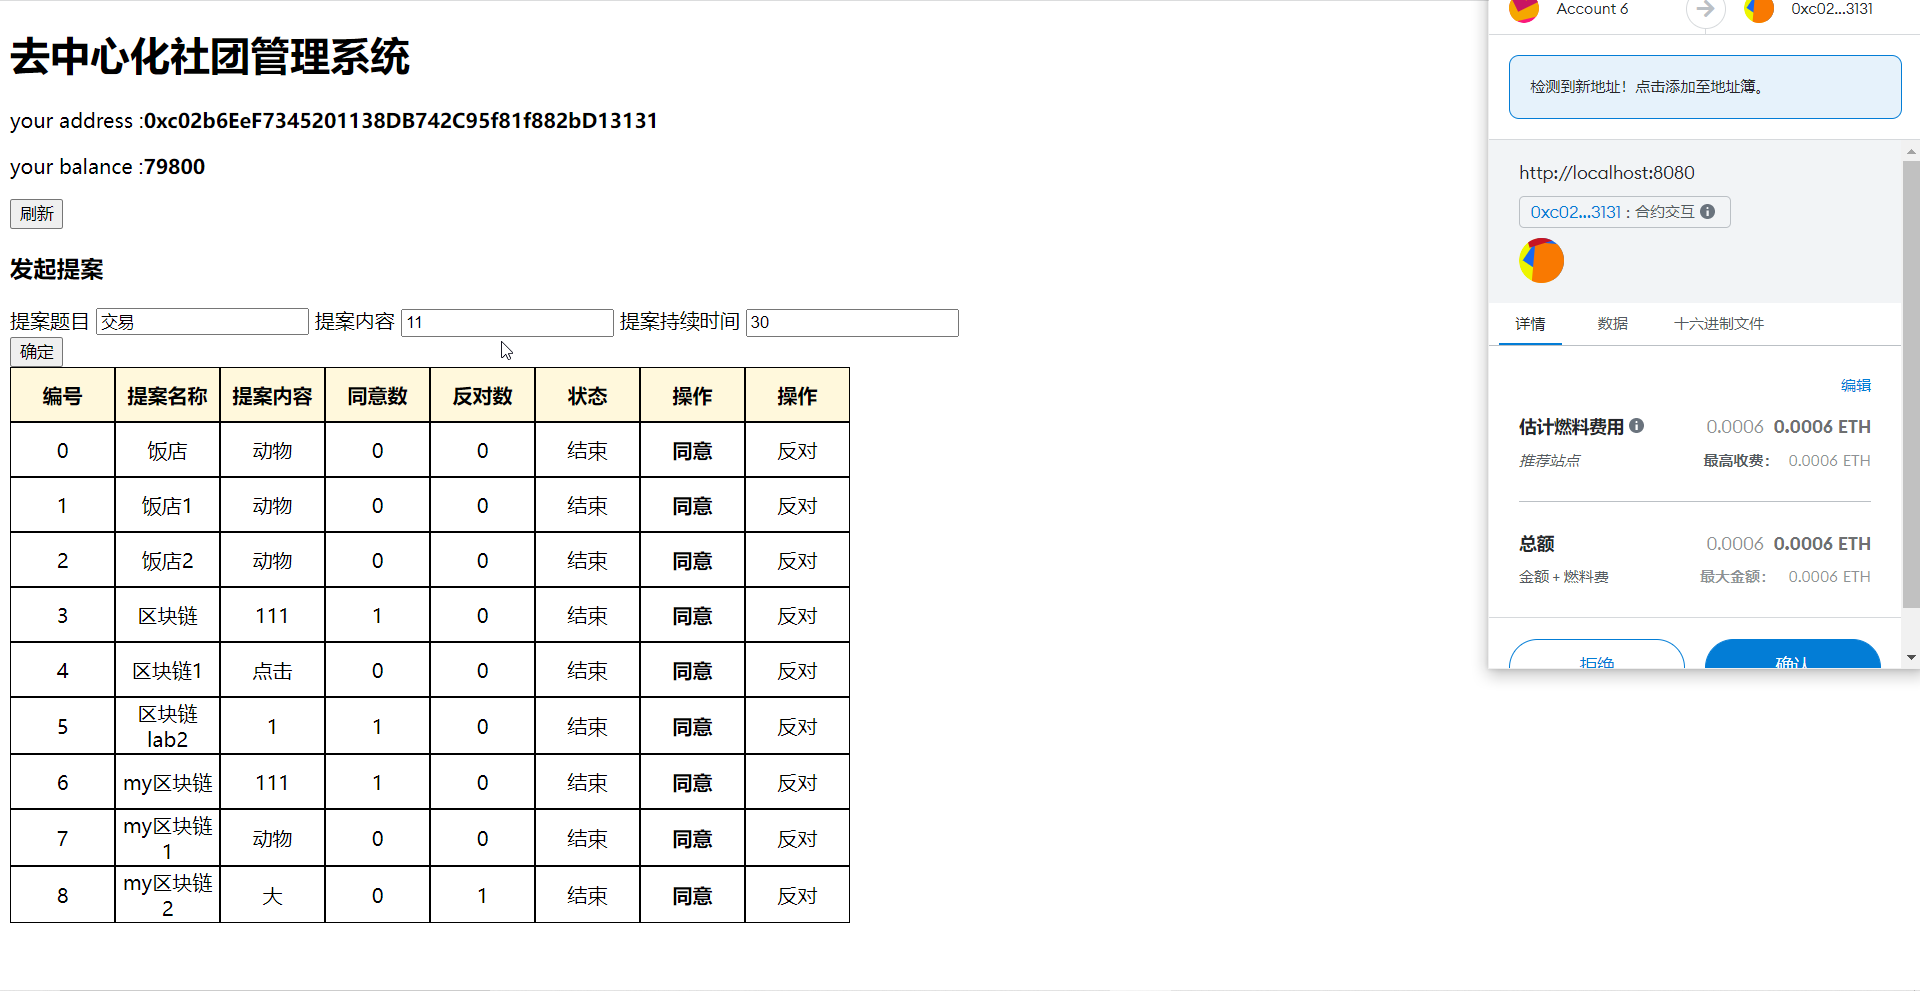 去中心化社团管理系统
your address :0xc02b6EeF7345201138DB742C95f81f882bD13131
your balance :79800
刷新
发起提案
提案题目 交易 提案内容 11 提案持续时间 30
确定
编号 提案名称 提案内容 同意数 反对数 状态 操作 操作
0 饭店 动物 0 0 结束 同意 反对
1 饭店1 动物 0 0 结束 同意 反对
2 饭店2 动物 0 0 结束 同意 反对
3 区块链 111 1 0 结束 同意 反对
4 区块链1 点击 0 0 结束 同意 反对
5 区块链lab2 1 1 0 结束 同意 反对
6 my区块链 111 1 0 结束 同意 反对
7 my区块链1 动物 0 0 结束 同意 反对
8 my区块链2 大 0 1 结束 同意 反对
Account 6 0xc02...3131
检测到新地址！点击添加至地址簿。
http://localhost:8080
0xc02...3131 : 合约交互
详情 数据 十六进制文件
编辑
估计燃料费用 0.0006 0.0006 ETH
推荐站点 最高收费： 0.0006 ETH
总额 0.0006 0.0006 ETH
金额 + 燃料费 最大金额： 0.0006 ETH
拒绝 确认